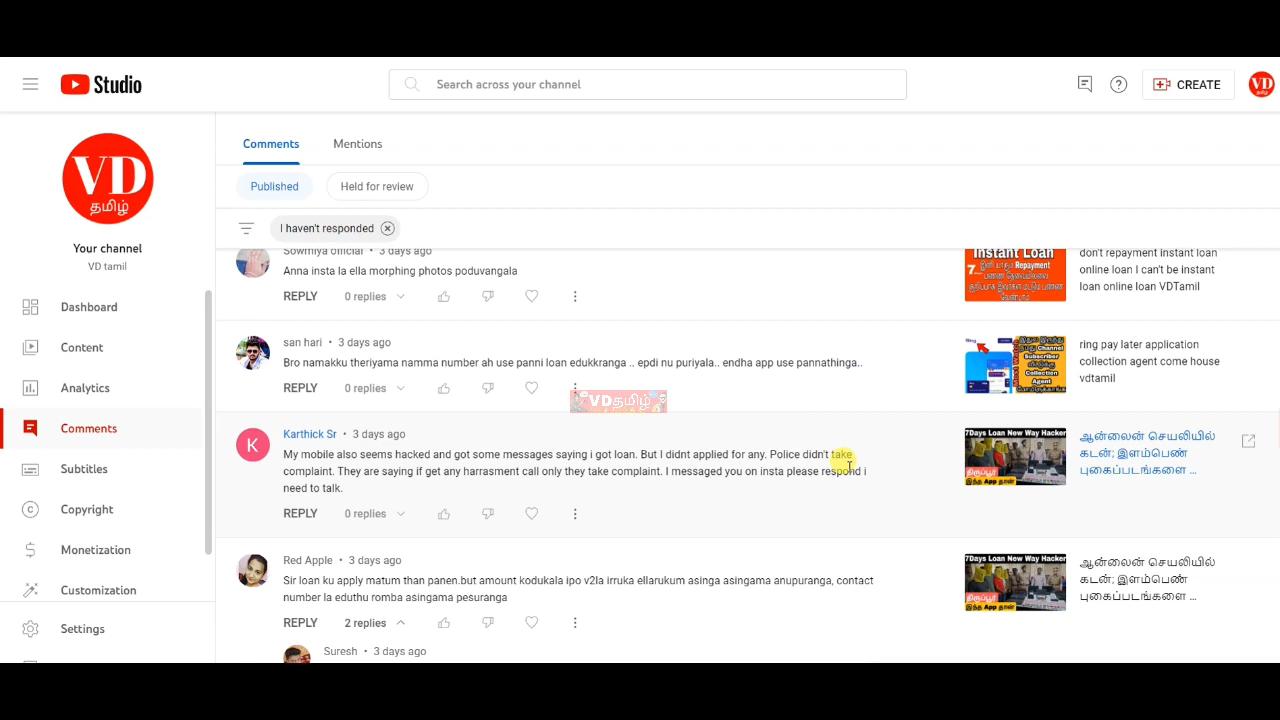 Studio
Search across your channel
CREATE
VD
தமிழ்
VD
தமிழ்
Your channel
VD tamil
Dashboard
Content
Analytics
Comments
Subtitles
Copyright
Monetization
Customization
Settings
Comments
Mentions
Published
Held for review
I haven't responded
Sowmiya official • 3 days ago
Anna insta la ella morphing photos poduvangala
REPLY 0 replies
Instant Loan
7
don't repayment instant
online loan I can't be instant
loan online loan VDTamil
san hari • 3 days ago
Bro namakku theriyama namma number ah use panni loan edukkranga .. epdi nu puriyala.. endha app use pannathinga..
REPLY 0 replies
ring pay later application
collection agent come house
vdtamil
VDதமிழ்
K
Karthick Sr • 3 days ago
My mobile also seems hacked and got some messages saying i got loan. But I didnt applied for any. Police didn't take
complaint. They are saying if get any harrasment call only they take complaint. I messaged you on insta please respond i
need to talk.
REPLY 0 replies
7Days Loan New Way Hacker
திருப்பூர்
இந்த App தான்
ஆன்லைன் செயலியில்
கடன்; இளம்பெண்
புகைப்படங்களை ...
Red Apple • 3 days ago
Sir loan ku apply matum than panen.but amount kodukala ipo v2la irruka ellarukum asinga asingama anupuranga, contact
number la eduthu romba asingama pesuranga
REPLY 2 replies
7Days Loan New Way Hacker
திருப்பூர்
இந்த App தான்
ஆன்லைன் செயலியில்
கடன்; இளம்பெண்
புகைப்படங்களை ...
Suresh • 3 days ago